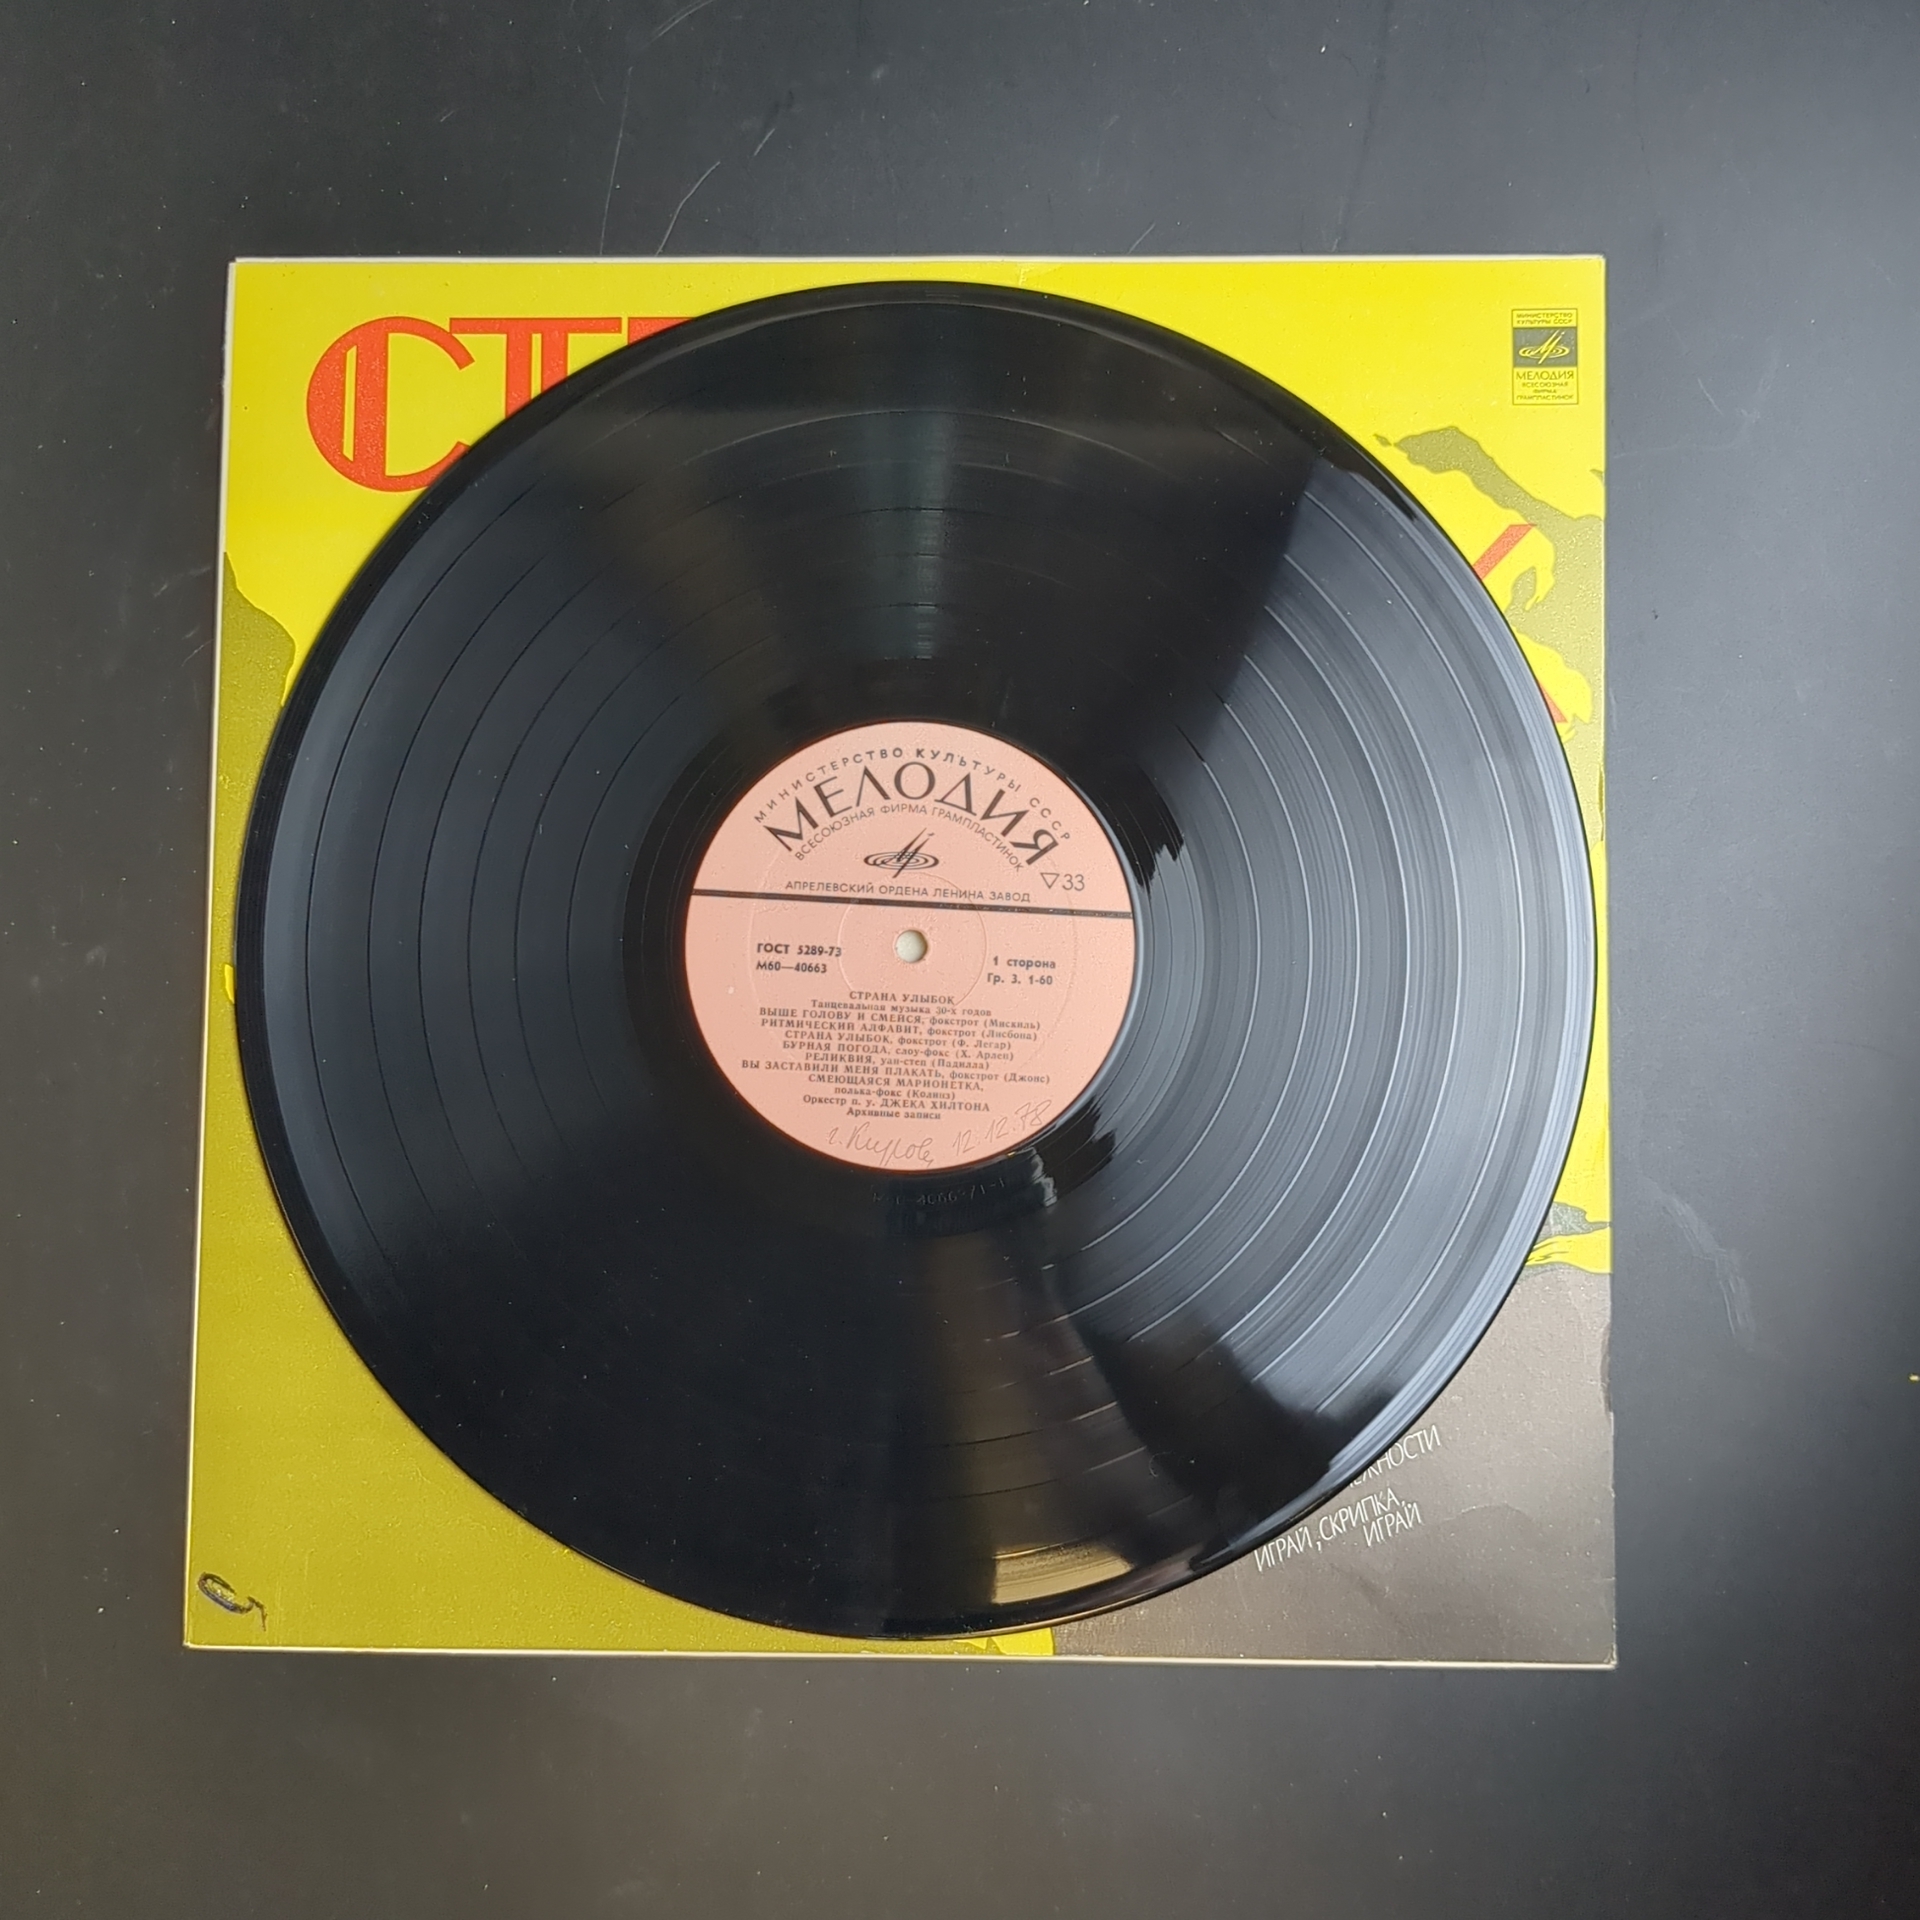 СТР
МИНИСТЕРСТВО
КУЛЬТУРЫ СССР
МЕЛОДИЯ
ВСЕСОЮЗНАЯ
ФИРМА
ГРАМПЛАСТИНОК
МИНИСТЕРСТВО КУЛЬТУРЫ СССР
МЕЛОДИЯ
ВСЕСОЮЗНАЯ ФИРМА ГРАМПЛАСТИНОК
33
АПРЕЛЕВСКИЙ ОРДЕНА ЛЕНИНА ЗАВОД
ГОСТ 5289-73
М60—40663
1 сторона
Гр. 3. 1-60
СТРАНА УЛЫБОК
Танцевальная музыка 30-х годов
ВЫШЕ ГОЛОВУ И СМЕЙСЯ, фокстрот (Мискиль)
РИТМИЧЕСКИЙ АЛФАВИТ, фокстрот (Лисбона)
СТРАНА УЛЫБОК, фокстрот (Ф. Легар)
БУРНАЯ ПОГОДА, слоу-фокс (Х. Арлен)
РЕЛИКВИЯ, уан-степ (Падилла)
ВЫ ЗАСТАВИЛИ МЕНЯ ПЛАКАТЬ, фокстрот (Джонс)
СМЕЮЩАЯСЯ МАРИОНЕТКА,
полька-фокс (Колинз)
Оркестр п. у. ДЖЕКА ХИЛТОНА
Архивные записи
г. Киров, 12.12.78
ЕЖНОСТИ
ИГРАЙ, СКРИПКА,
ИГРАЙ